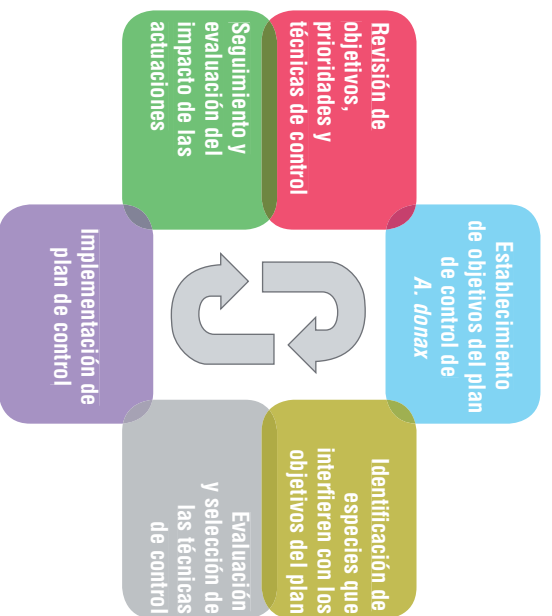 Establecimiento
de objetivos del plan
de control de
A. donax
Identificación de
especies que
interfieren con los
objetivos del plan
Evaluación
y selección de
las técnicas
de control
Implementación de
plan de control
Seguimiento y
evaluación del
impacto de las
actuaciones
Revisión de
objetivos,
prioridades y
técnicas de control